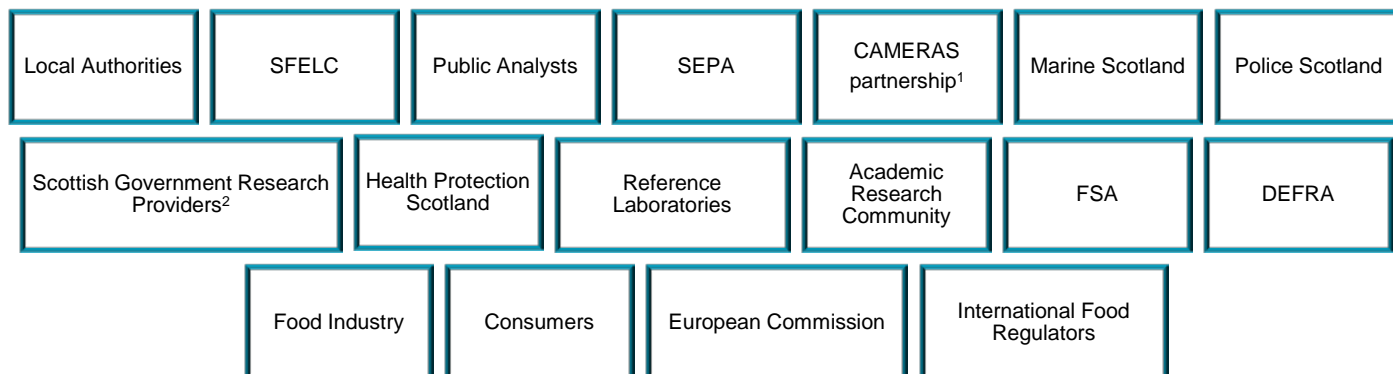 Local Authorities
SFELC
Public Analysts
SEPA
CAMERAS
partnership¹
Marine Scotland
Police Scotland
Scottish Government Research
Providers²
Health Protection
Scotland
Reference
Laboratories
Academic
Research
Community
FSA
DEFRA
Food Industry
Consumers
European Commission
International Food
Regulators